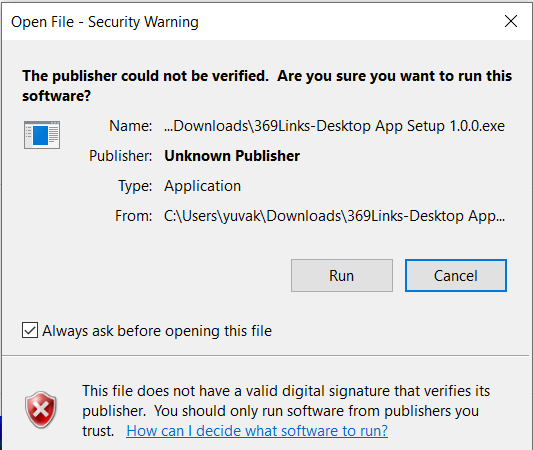 Open File - Security Warning
The publisher could not be verified.  Are you sure you want to run this
software?
Name: ...Downloads\369Links-Desktop App Setup 1.0.0.exe
Publisher: Unknown Publisher
Type: Application
From: C:\Users\yuvak\Downloads\369Links-Desktop App...
Run Cancel
Always ask before opening this file
This file does not have a valid digital signature that verifies its
publisher.  You should only run software from publishers you
trust.  How can I decide what software to run?